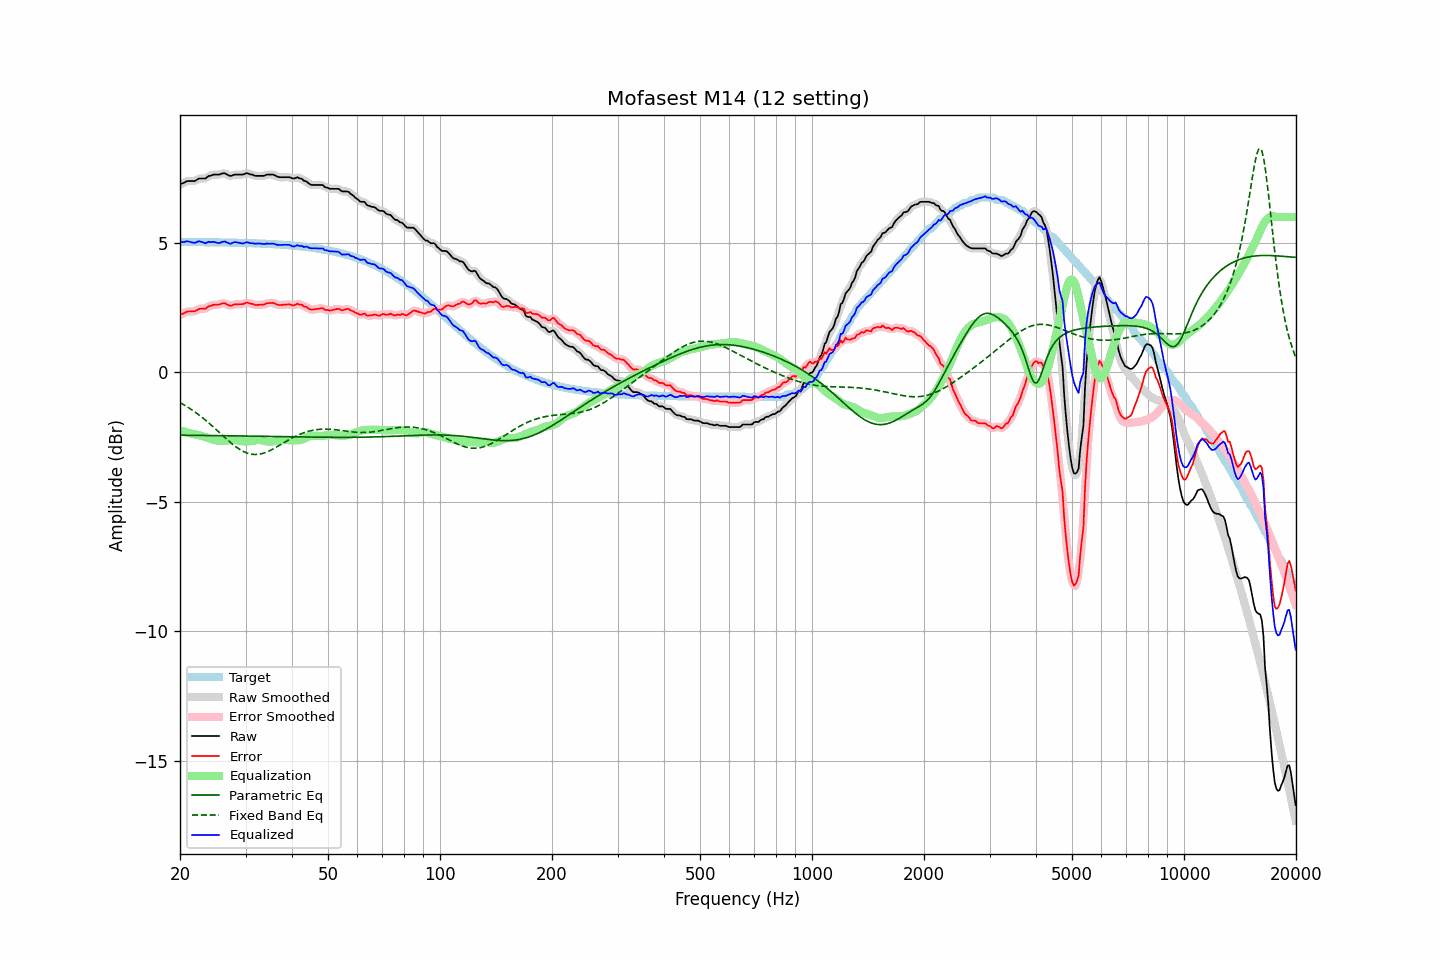 Mofasest M14 (12 setting)
Amplitude (dBr)
5
0
−5
−10
−15
Target
Raw Smoothed
Error Smoothed
Raw
Error
Equalization
Parametric Eq
Fixed Band Eq
Equalized
20 50 100 200 500 1000 2000 5000 10000 20000
Frequency (Hz)